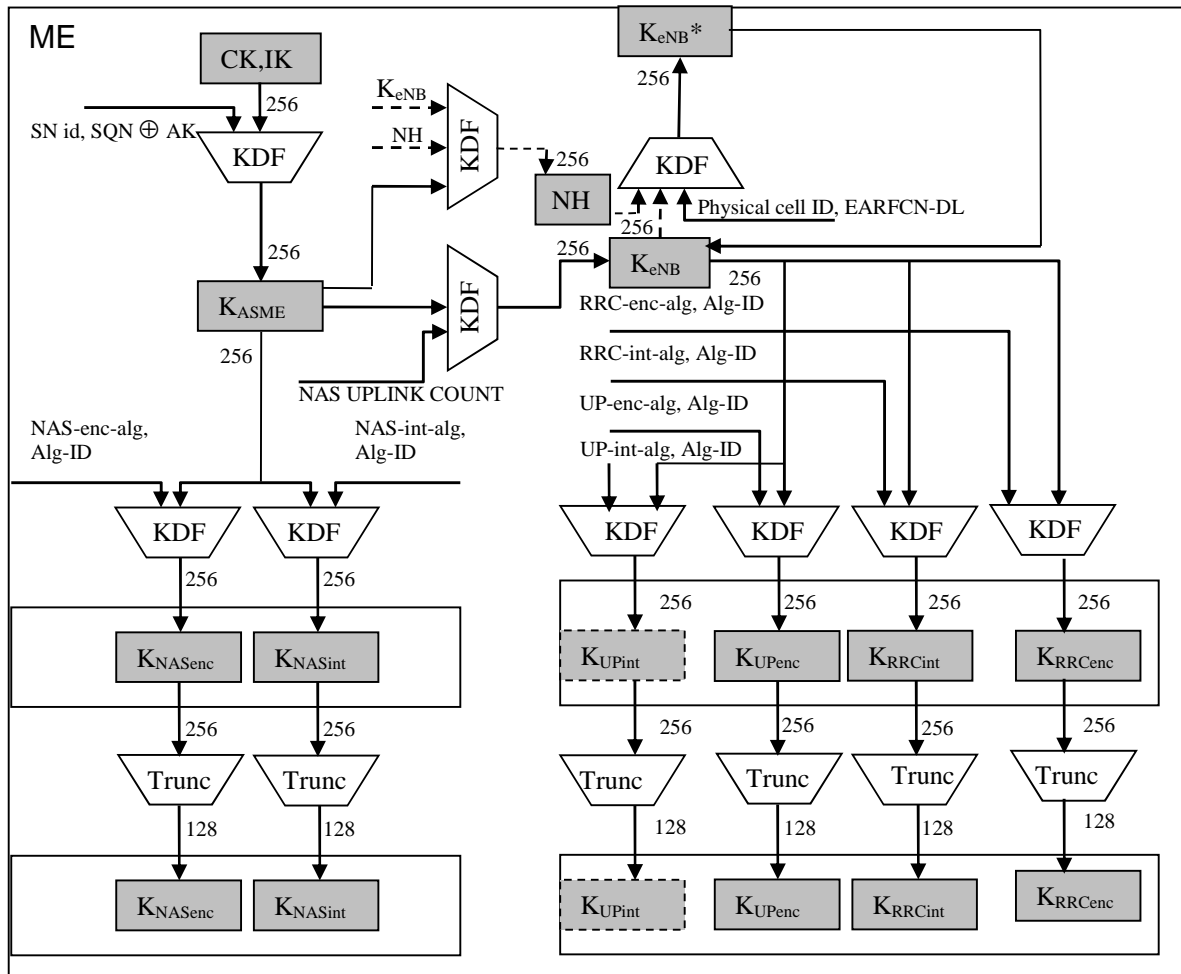 ME
K_eNB*
CK,IK
256
256
K_eNB
SN id, SQN ⊕ AK
KDF
NH
KDF
KDF
256
NH
Physical cell ID, EARFCN-DL
256
256
256
K_eNB
256
K_ASME
KDF
RRC-enc-alg, Alg-ID
256
RRC-int-alg, Alg-ID
NAS UPLINK COUNT
UP-enc-alg, Alg-ID
NAS-enc-alg,
Alg-ID
NAS-int-alg,
Alg-ID
UP-int-alg, Alg-ID
KDF
KDF
KDF
KDF
KDF
KDF
256
256
256
256
256
256
K_NASenc
K_NASint
K_UPint
K_UPenc
K_RRCint
K_RRCenc
256
256
256
256
256
256
Trunc
Trunc
Trunc
Trunc
Trunc
Trunc
128
128
128
128
128
128
K_NASenc
K_NASint
K_UPint
K_UPenc
K_RRCint
K_RRCenc